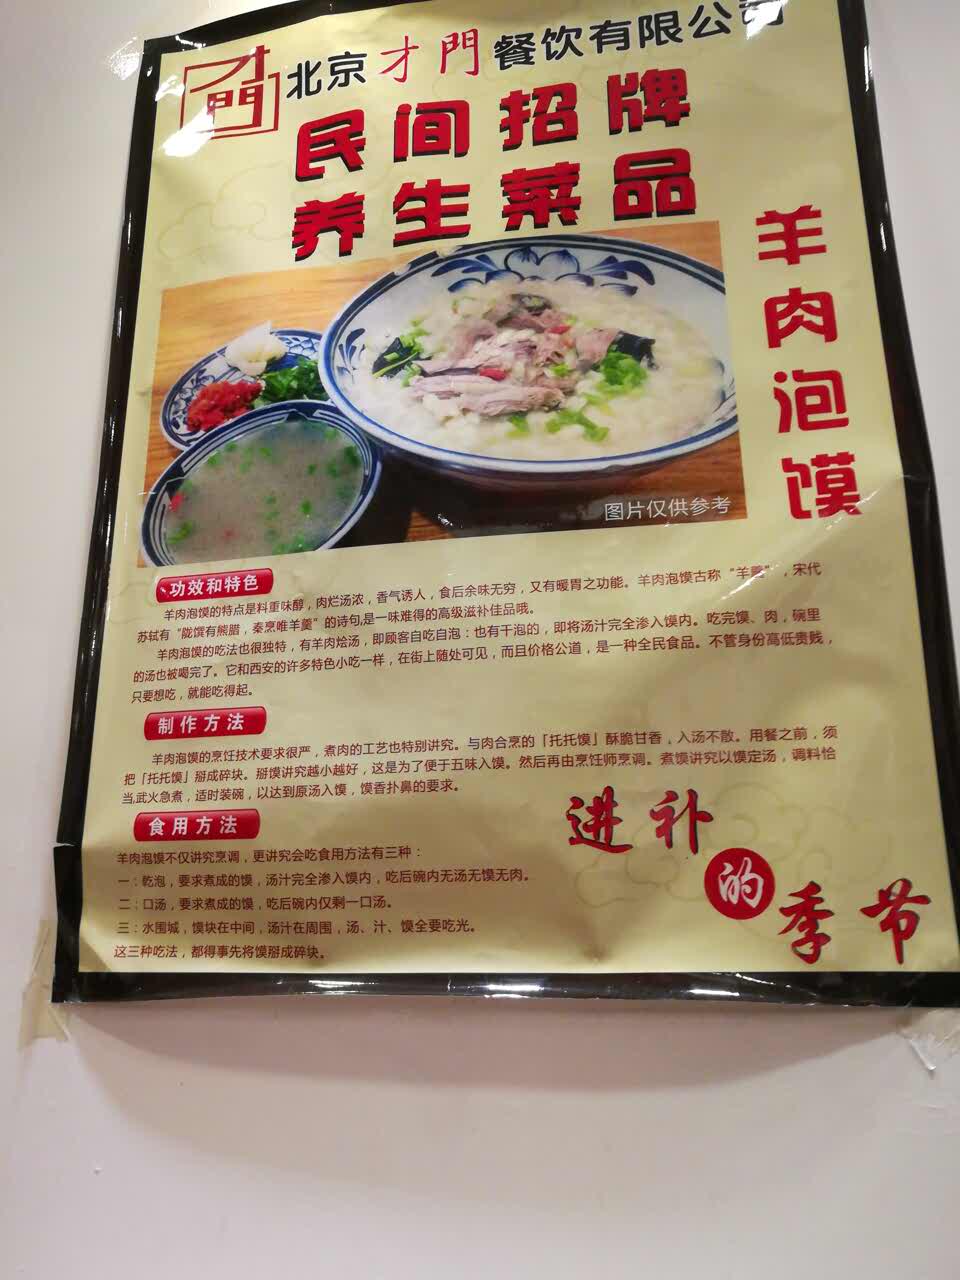 才門
北京才門餐饮有限公司
民间招牌
养生菜品
羊肉泡馍
图片仅供参考
功效和特色
羊肉泡馍的特点是料重味醇，肉烂汤浓，香气诱人，食后余味无穷，又有暖胃之功能。羊肉泡馍古称“羊羹”，宋代
苏轼有“陇馔有熊腊，秦烹唯羊羹”的诗句,是一味难得的高级滋补佳品哦。
羊肉泡馍的吃法也很独特，有羊肉烩汤，即顾客自吃自泡：也有干泡的，即将汤汁完全渗入馍内。吃完馍、肉，碗里
的汤也被喝完了。它和西安的许多特色小吃一样，在街上随处可见，而且价格公道，是一种全民食品。不管身份高低贵贱，
只要想吃，就能吃得起。
制作方法
羊肉泡馍的烹饪技术要求很严，煮肉的工艺也特别讲究。与肉合烹的「托托馍」酥脆甘香，入汤不散。用餐之前，须
把「托托馍」掰成碎块。掰馍讲究越小越好，这是为了便于五味入馍。然后再由烹饪师烹调。煮馍讲究以馍定汤，调料恰
当,武火急煮，适时装碗，以达到原汤入馍，馍香扑鼻的要求。
食用方法
羊肉泡馍不仅讲究烹调，更讲究会吃食用方法有三种：
一：乾泡，要求煮成的馍，汤汁完全渗入馍内，吃后碗内无汤无馍无肉。
二：口汤，要求煮成的馍，吃后碗内仅剩一口汤。
三：水围城，馍块在中间，汤汁在周围，汤、汁、馍全要吃光。
这三种吃法，都得事先将馍掰成碎块。
进补
的
季节